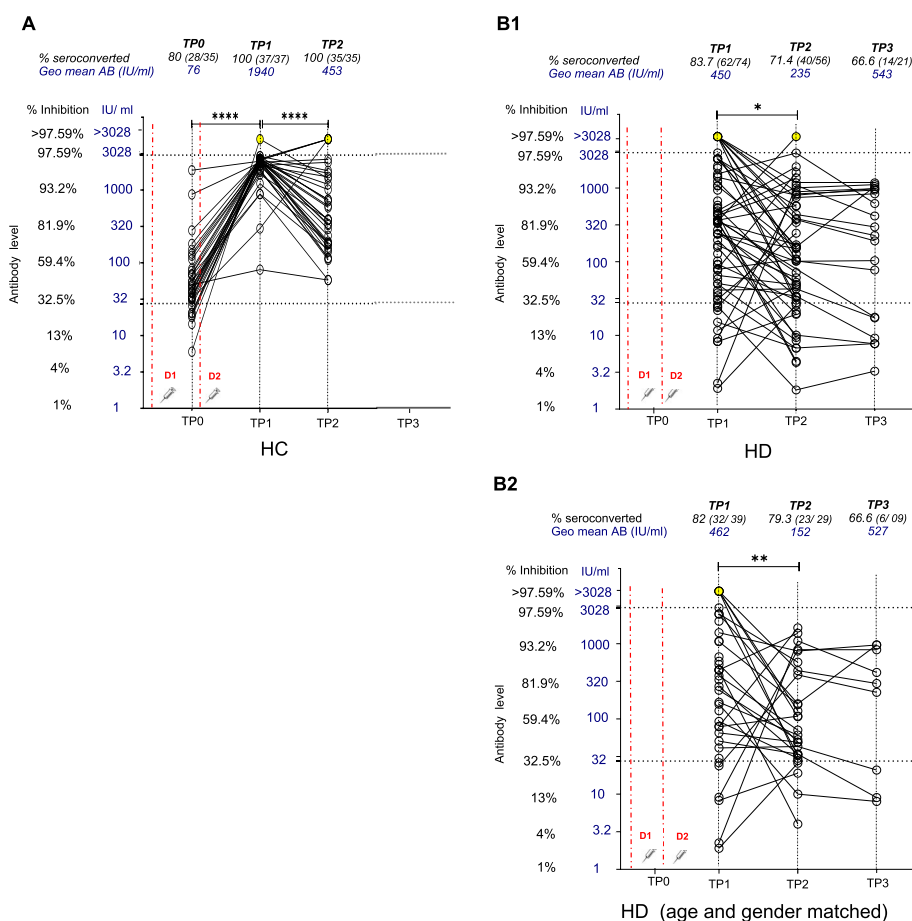 A
TP0 TP1 TP2
% seroconverted 80 (28/35) 100 (37/37) 100 (35/35)
Geo mean AB (IU/ml) 76 1940 453
% Inhibition IU/ ml
**** ****
>97.59% >3028
97.59% 3028
93.2% 1000
81.9% 320
59.4% 100
32.5% 32
13% 10
4% 3.2
1% 1
Antibody level
D1 D2
TP0 TP1 TP2 TP3
HC
B1
TP1 TP2 TP3
% seroconverted 83.7 (62/74) 71.4 (40/56) 66.6 (14/21)
Geo mean AB (IU/ml) 450 235 543
% Inhibition IU/ml
*
>97.59% >3028
97.59% 3028
93.2% 1000
81.9% 320
59.4% 100
32.5% 32
13% 10
4% 3.2
1% 1
Antibody level
D1 D2
TP0 TP1 TP2 TP3
HD
B2
TP1 TP2 TP3
% seroconverted 82 (32/ 39) 79.3 (23/ 29) 66.6 (6/ 09)
Geo mean AB (IU/ml) 462 152 527
% Inhibition IU/ml
**
>97.59% >3028
97.59% 3028
93.2% 1000
81.9% 320
59.4% 100
32.5% 32
13% 10
4% 3.2
1% 1
Antibody level
D1 D2
TP0 TP1 TP2 TP3
HD (age and gender matched)